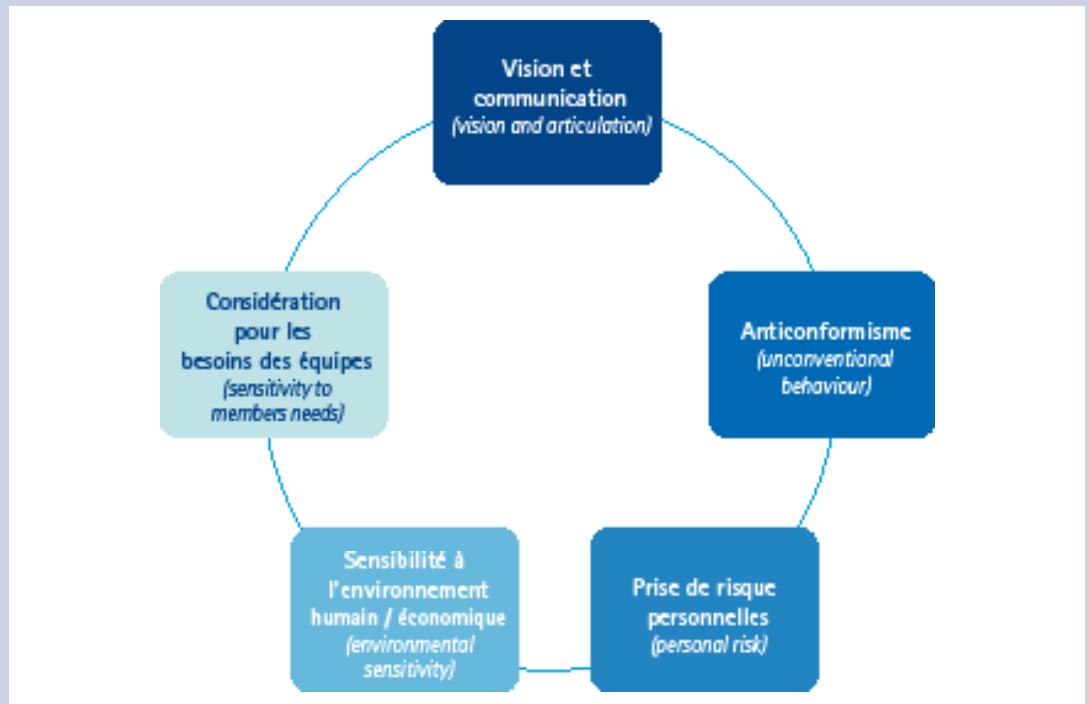 Vision et
communication
(vision and articulation)
Anticonformisme
(unconventional
behaviour)
Prise de risque
personnelles
(personal risk)
Sensibilité à
l'environnement
humain / économique
(environmental
sensitivity)
Considération
pour les
besoins des équipes
(sensitivity to
members needs)